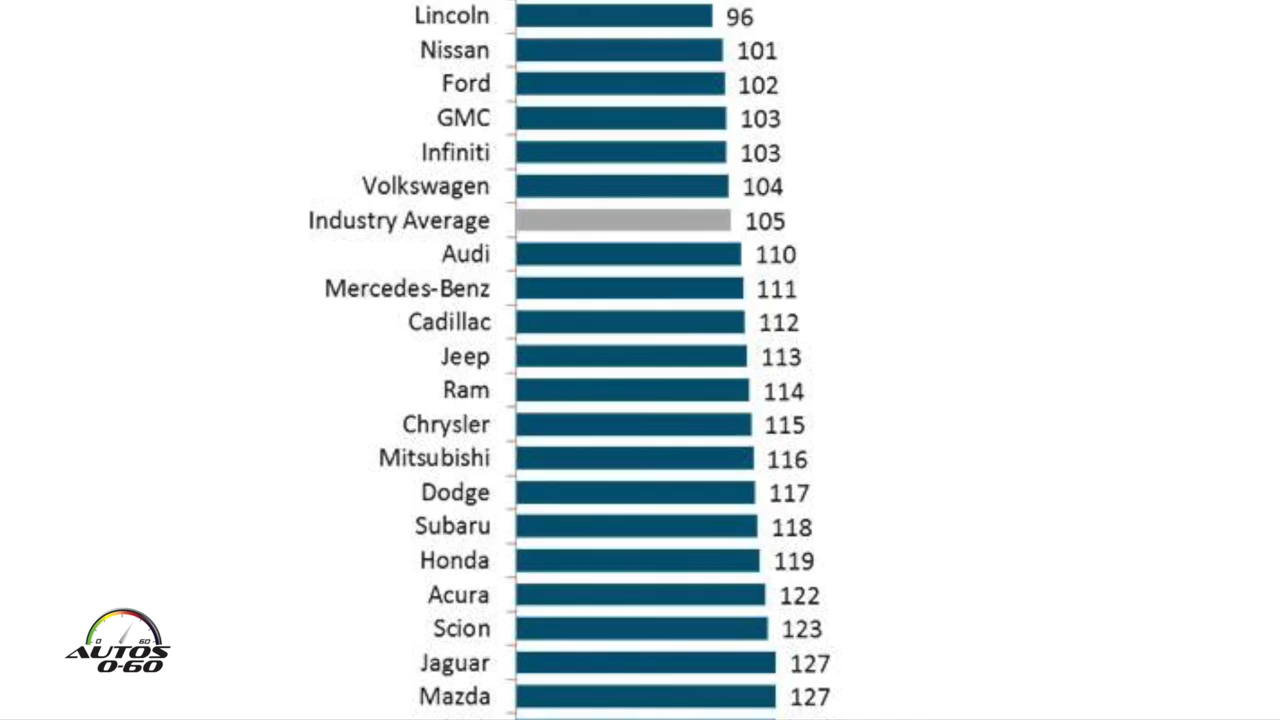 Lincoln 96
Nissan 101
Ford 102
GMC 103
Infiniti 103
Volkswagen 104
Industry Average 105
Audi 110
Mercedes-Benz 111
Cadillac 112
Jeep 113
Ram 114
Chrysler 115
Mitsubishi 116
Dodge 117
Subaru 118
Honda 119
Acura 122
Scion 123
Jaguar 127
Mazda 127
0 60
AUTOS
0-60